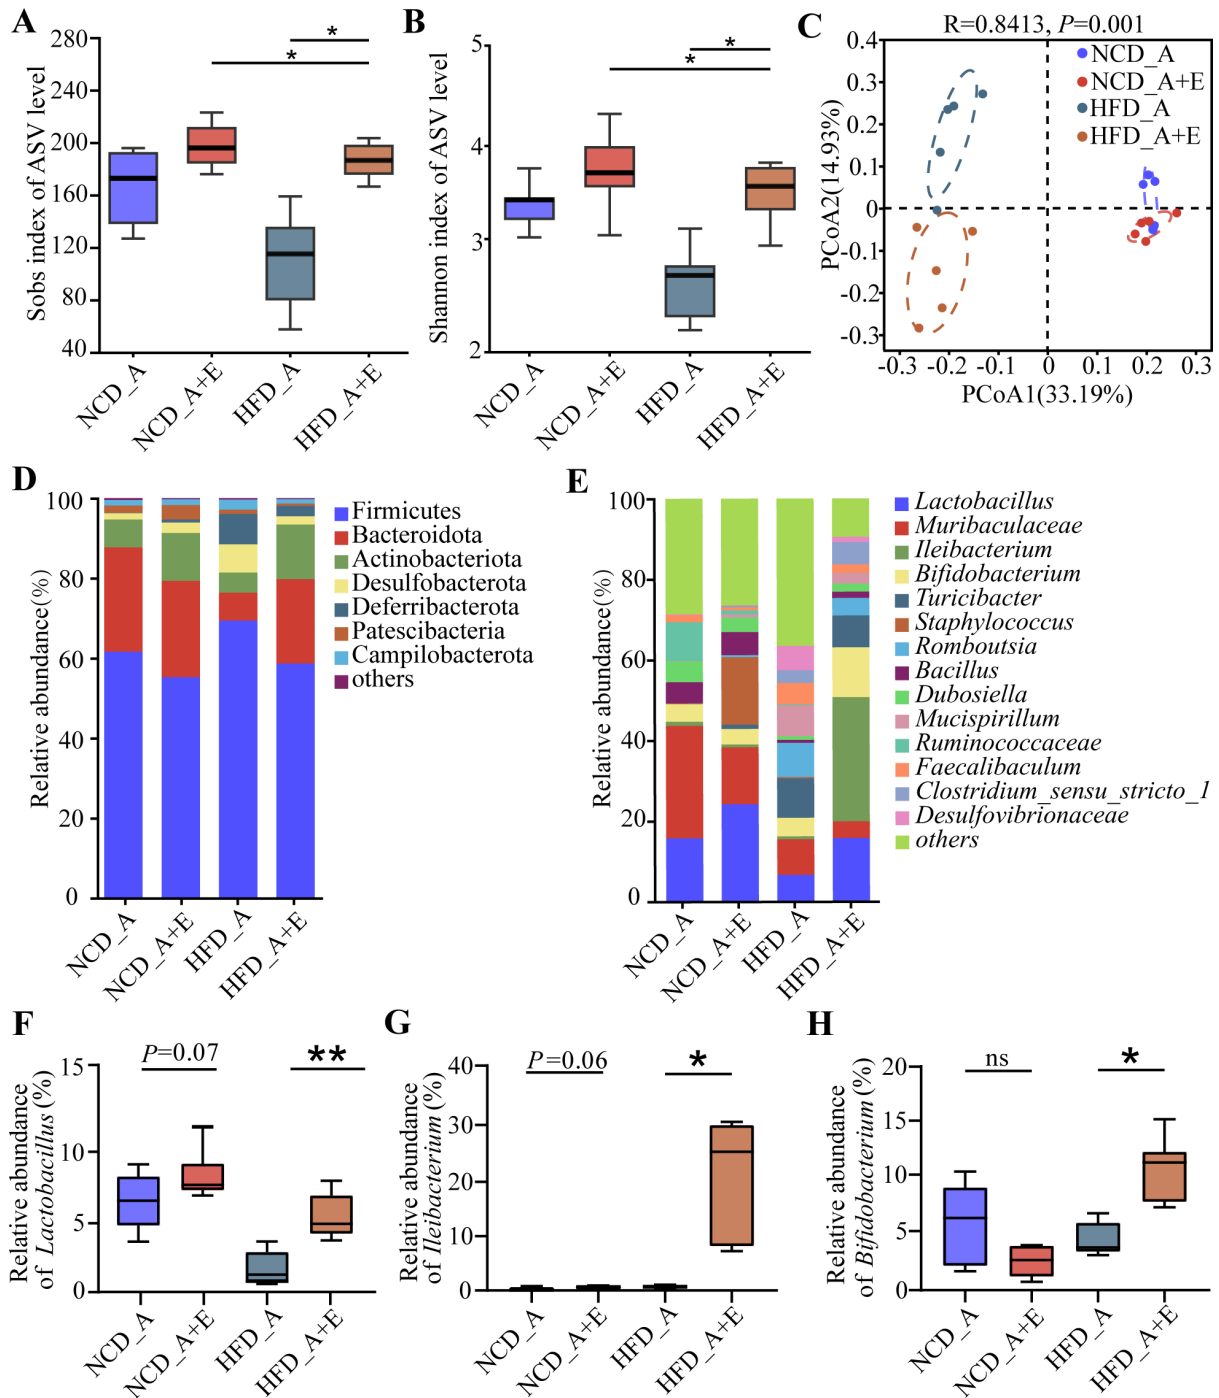 A
Sobs index of ASV level
280
240
200
160
120
80
40
*
*
NCD_A
NCD_A+E
HFD_A
HFD_A+E
B
Shannon index of ASV level
5
4
3
2
*
*
NCD_A
NCD_A+E
HFD_A
HFD_A+E
C
R=0.8413, P=0.001
PCoA2(14.93%)
0.4
0.3
0.2
0.1
0
-0.1
-0.2
-0.3
NCD_A
NCD_A+E
HFD_A
HFD_A+E
-0.3
-0.2
-0.1
0
0.1
0.2
0.3
PCoA1(33.19%)
D
Relative abundance(%)
100
80
60
40
20
0
Firmicutes
Bacteroidota
Actinobacteriota
Desulfobacterota
Deferribacterota
Patescibacteria
Campilobacterota
others
NCD_A
NCD_A+E
HFD_A
HFD_A+E
E
Relative abundance(%)
100
80
60
40
20
0
Lactobacillus
Muribaculaceae
Ileibacterium
Bifidobacterium
Turicibacter
Staphylococcus
Romboutsia
Bacillus
Dubosiella
Mucispirillum
Ruminococcaceae
Faecalibaculum
Clostridium_sensu_stricto_1
Desulfovibrionaceae
others
NCD_A
NCD_A+E
HFD_A
HFD_A+E
F
Relative abundance
of Lactobacillus (%)
15
10
5
0
P=0.07
**
NCD_A
NCD_A+E
HFD_A
HFD_A+E
G
Relative abundance
of Ileibacterium (%)
40
30
20
10
0
P=0.06
*
NCD_A
NCD_A+E
HFD_A
HFD_A+E
H
Relative abundance
of Bifidobacterium (%)
20
15
10
5
0
ns
*
NCD_A
NCD_A+E
HFD_A
HFD_A+E